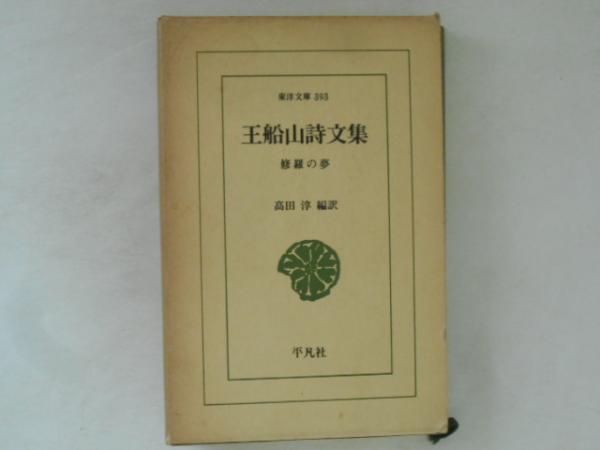 東洋文庫 393
王船山詩文集
修羅の夢
高田 淳 編訳
平凡社